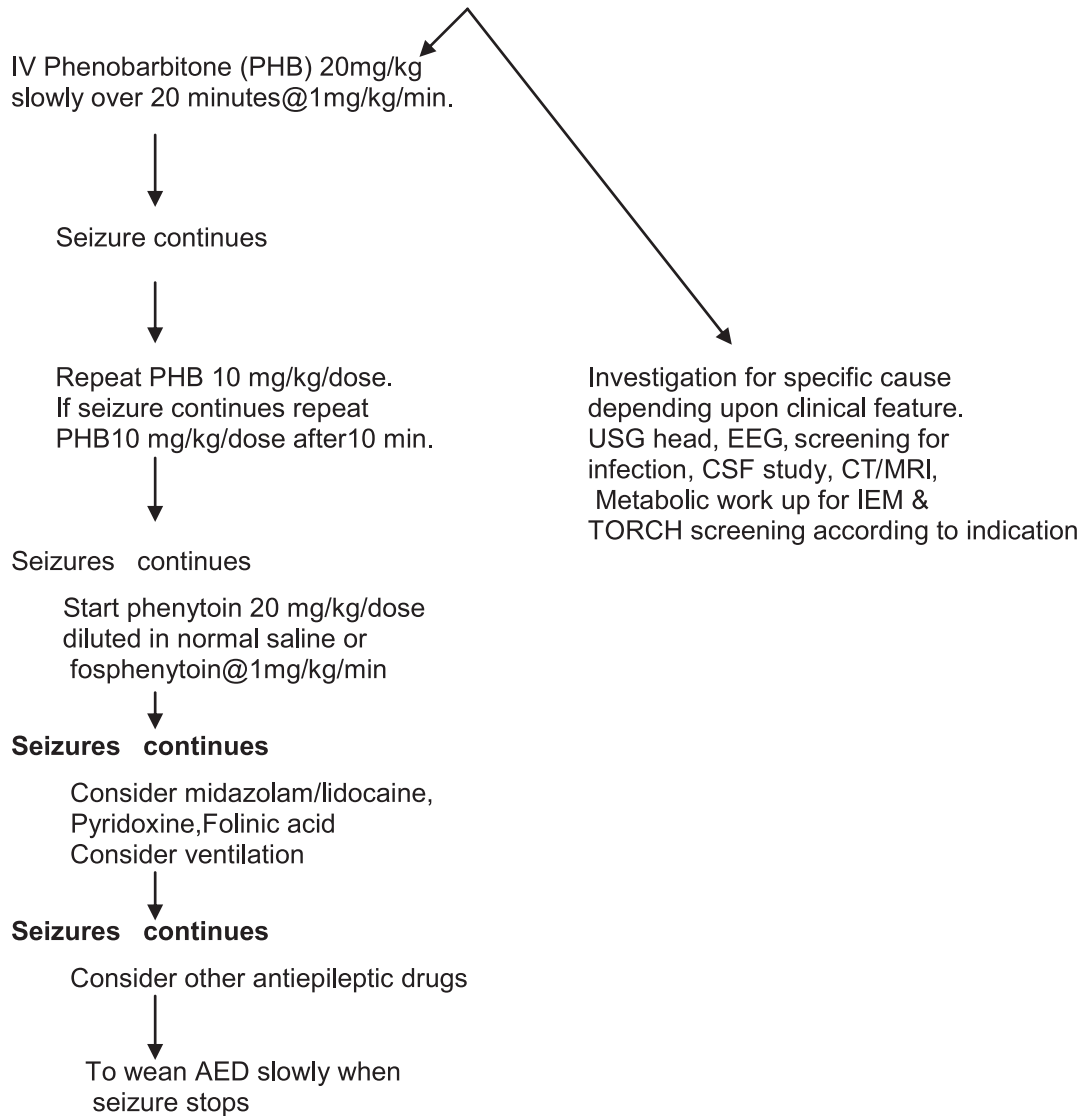 IV Phenobarbitone (PHB) 20mg/kg
slowly over 20 minutes@1mg/kg/min.
Seizure continues
Repeat PHB 10 mg/kg/dose.
If seizure continues repeat
PHB10 mg/kg/dose after10 min.
Investigation for specific cause
depending upon clinical feature.
USG head, EEG, screening for
infection, CSF study, CT/MRI,
Metabolic work up for IEM &
TORCH screening according to indication
Seizures continues
Start phenytoin 20 mg/kg/dose
diluted in normal saline or
fosphenytoin@1mg/kg/min
Seizures continues
Consider midazolam/lidocaine,
Pyridoxine,Folinic acid
Consider ventilation
Seizures continues
Consider other antiepileptic drugs
To wean AED slowly when
seizure stops